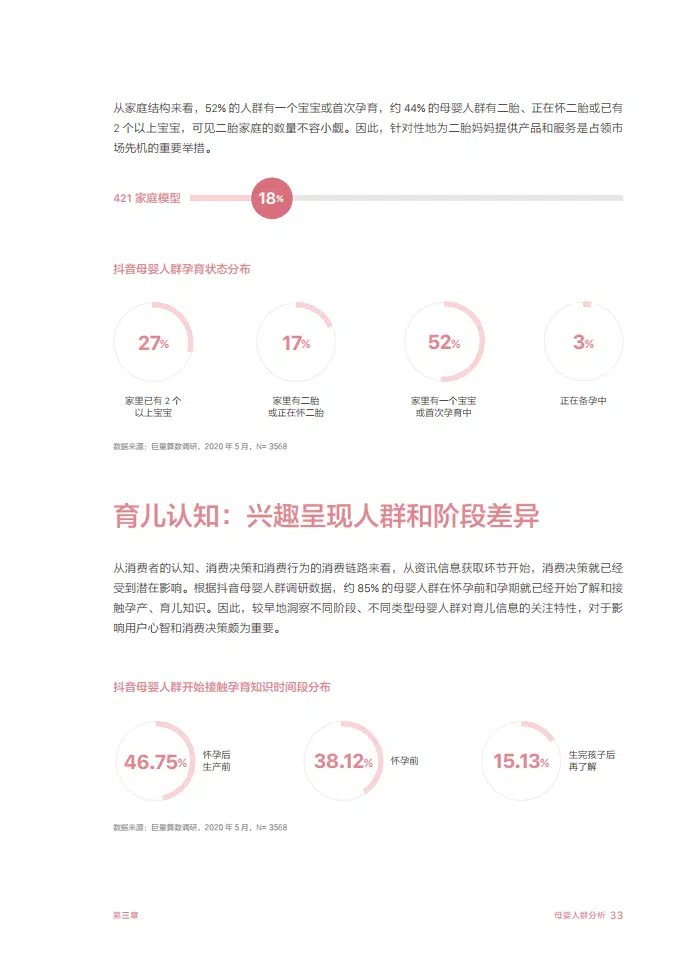 从家庭结构来看，52% 的人群有一个宝宝或首次孕育，约 44% 的母婴人群有二胎、正在怀二胎或已有
2 个以上宝宝，可见二胎家庭的数量不容小觑。因此，针对性地为二胎妈妈提供产品和服务是占领市
场先机的重要举措。
421 家庭模型
18%
抖音母婴人群孕育状态分布
27%
17%
52%
3%
家里已有 2 个
以上宝宝
家里有二胎
或正在怀二胎
家里有一个宝宝
或首次孕育中
正在备孕中
数据来源：巨量算数调研，2020 年 5 月，N= 3568
育儿认知：兴趣呈现人群和阶段差异
从消费者的认知、消费决策和消费行为的消费链路来看，从资讯信息获取环节开始，消费决策就已经
受到潜在影响。根据抖音母婴人群调研数据，约 85% 的母婴人群在怀孕前和孕期就已经开始了解和接
触孕产、育儿知识。因此，较早地洞察不同阶段、不同类型母婴人群对育儿信息的关注特性，对于影
响用户心智和消费决策颇为重要。
抖音母婴人群开始接触孕育知识时间段分布
46.75%
怀孕后
生产前
38.12%
怀孕前
15.13%
生完孩子后
再了解
数据来源：巨量算数调研，2020 年 5 月，N= 3568
第三章
母婴人群分析 33